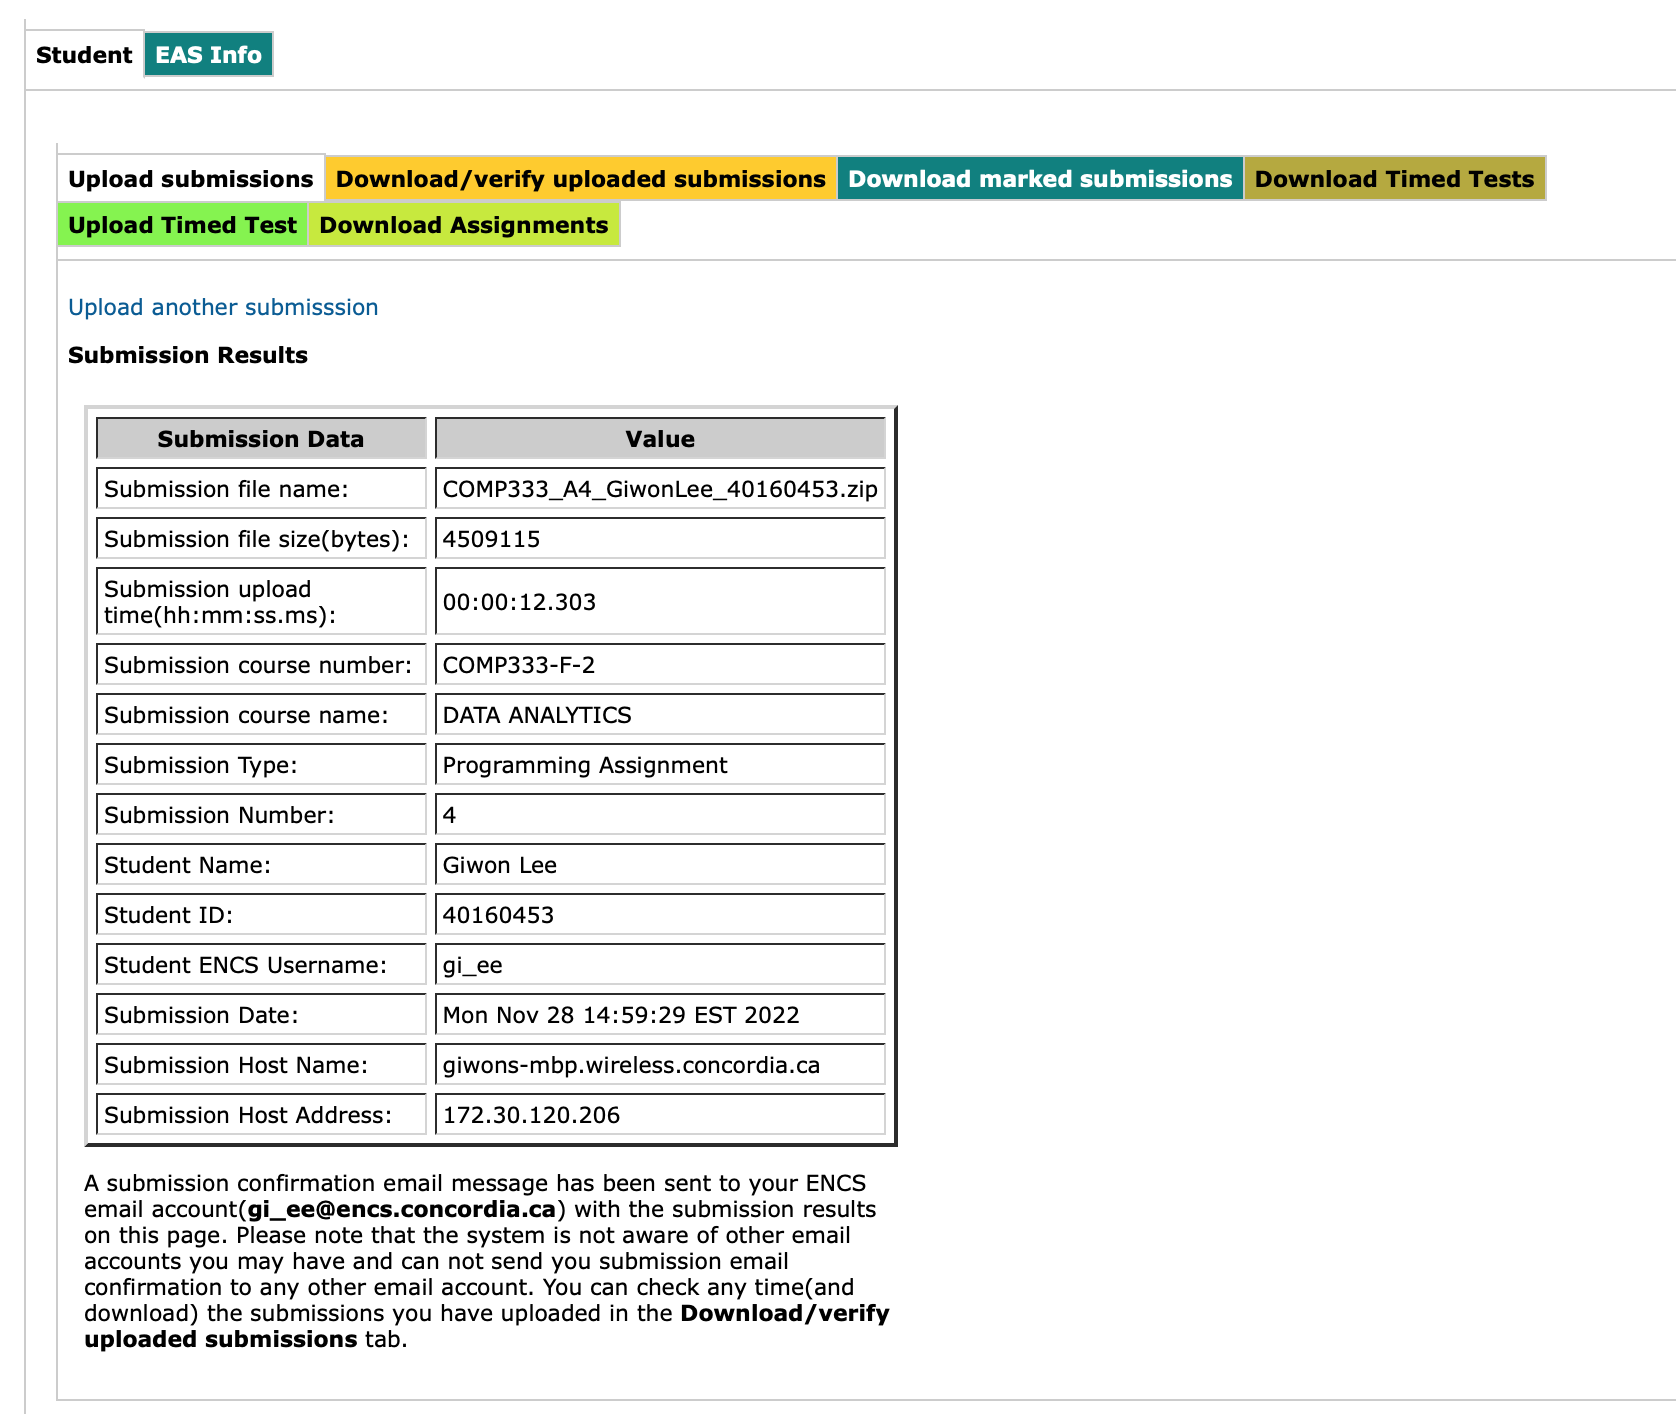 Student EAS Info
Upload submissions Download/verify uploaded submissions Download marked submissions Download Timed Tests
Upload Timed Test Download Assignments
Upload another submisssion
Submission Results
Submission Data Value
Submission file name: COMP333_A4_GiwonLee_40160453.zip
Submission file size(bytes): 4509115
Submission upload
time(hh:mm:ss.ms): 00:00:12.303
Submission course number: COMP333-F-2
Submission course name: DATA ANALYTICS
Submission Type: Programming Assignment
Submission Number: 4
Student Name: Giwon Lee
Student ID: 40160453
Student ENCS Username: gi_ee
Submission Date: Mon Nov 28 14:59:29 EST 2022
Submission Host Name: giwons-mbp.wireless.concordia.ca
Submission Host Address: 172.30.120.206
A submission confirmation email message has been sent to your ENCS
email account(gi_ee@encs.concordia.ca) with the submission results
on this page. Please note that the system is not aware of other email
accounts you may have and can not send you submission email
confirmation to any other email account. You can check any time(and
download) the submissions you have uploaded in the Download/verify
uploaded submissions tab.